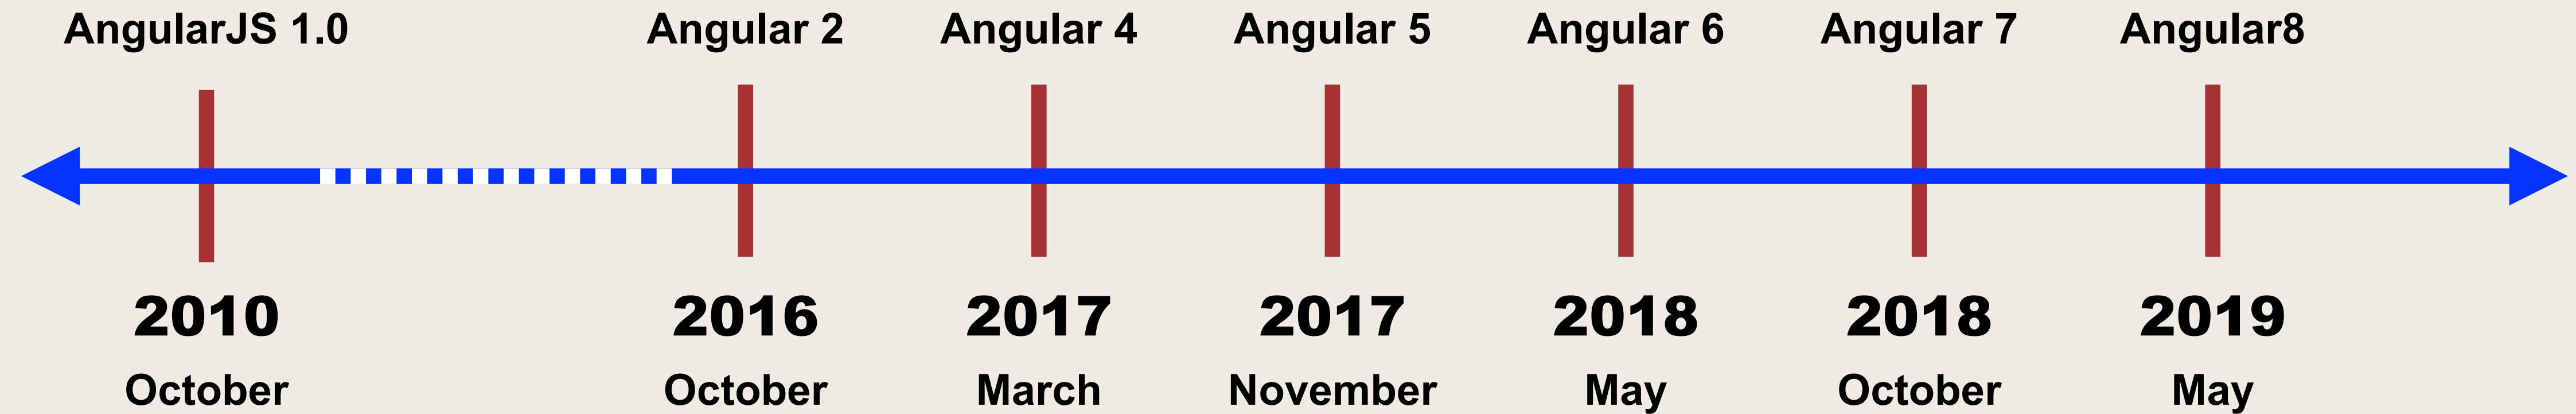 AngularJS 1.0
Angular 2
Angular 4
Angular 5
Angular 6
Angular 7
Angular8
2010
2016
2017
2017
2018
2018
2019
October
October
March
November
May
October
May